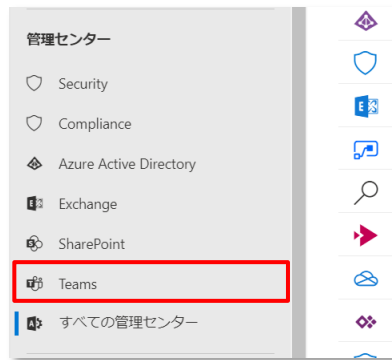 管理センター
Security
Compliance
Azure Active Directory
Exchange
SharePoint
Teams
すべての管理センター